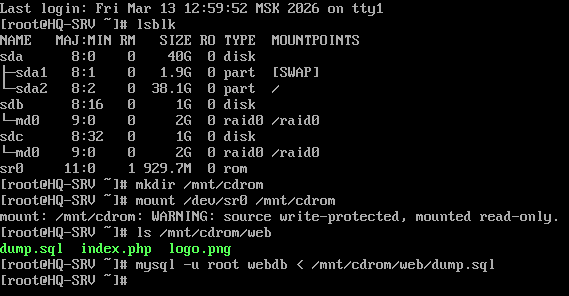 Last login: Fri Mar 13 12:59:52 MSK 2026 on tty1
[root@HQ-SRV ~]# lsblk
NAME   MAJ:MIN RM   SIZE RO TYPE  MOUNTPOINTS
sda      8:0    0    40G  0 disk
├─sda1   8:1    0   1.9G  0 part  [SWAP]
└─sda2   8:2    0  38.1G  0 part  /
sdb      8:16   0     1G  0 disk
└─md0    9:0    0     2G  0 raid0 /raid0
sdc      8:32   0     1G  0 disk
└─md0    9:0    0     2G  0 raid0 /raid0
sr0     11:0    1 929.7M  0 rom
[root@HQ-SRV ~]# mkdir /mnt/cdrom
[root@HQ-SRV ~]# mount /dev/sr0 /mnt/cdrom
mount: /mnt/cdrom: WARNING: source write-protected, mounted read-only.
[root@HQ-SRV ~]# ls /mnt/cdrom/web
dump.sql  index.php  logo.png
[root@HQ-SRV ~]# mysql -u root webdb < /mnt/cdrom/web/dump.sql
[root@HQ-SRV ~]#